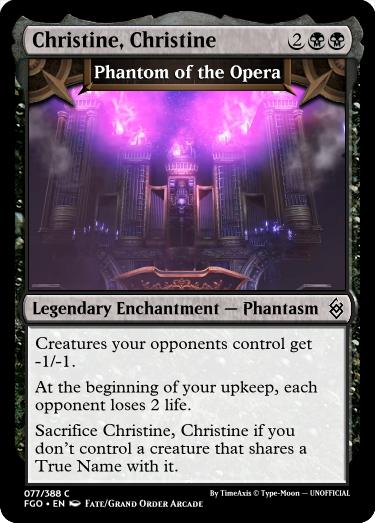 Christine, Christine 2
Phantom of the Opera
Legendary Enchantment — Phantasm
Creatures your opponents control get
-1/-1.
At the beginning of your upkeep, each
opponent loses 2 life.
Sacrifice Christine, Christine if you
don't control a creature that shares a
True Name with it.
077/388 C
FGO • EN Fate/Grand Order Arcade
By TimeAxis © Type-Moon — UNOFFICIAL